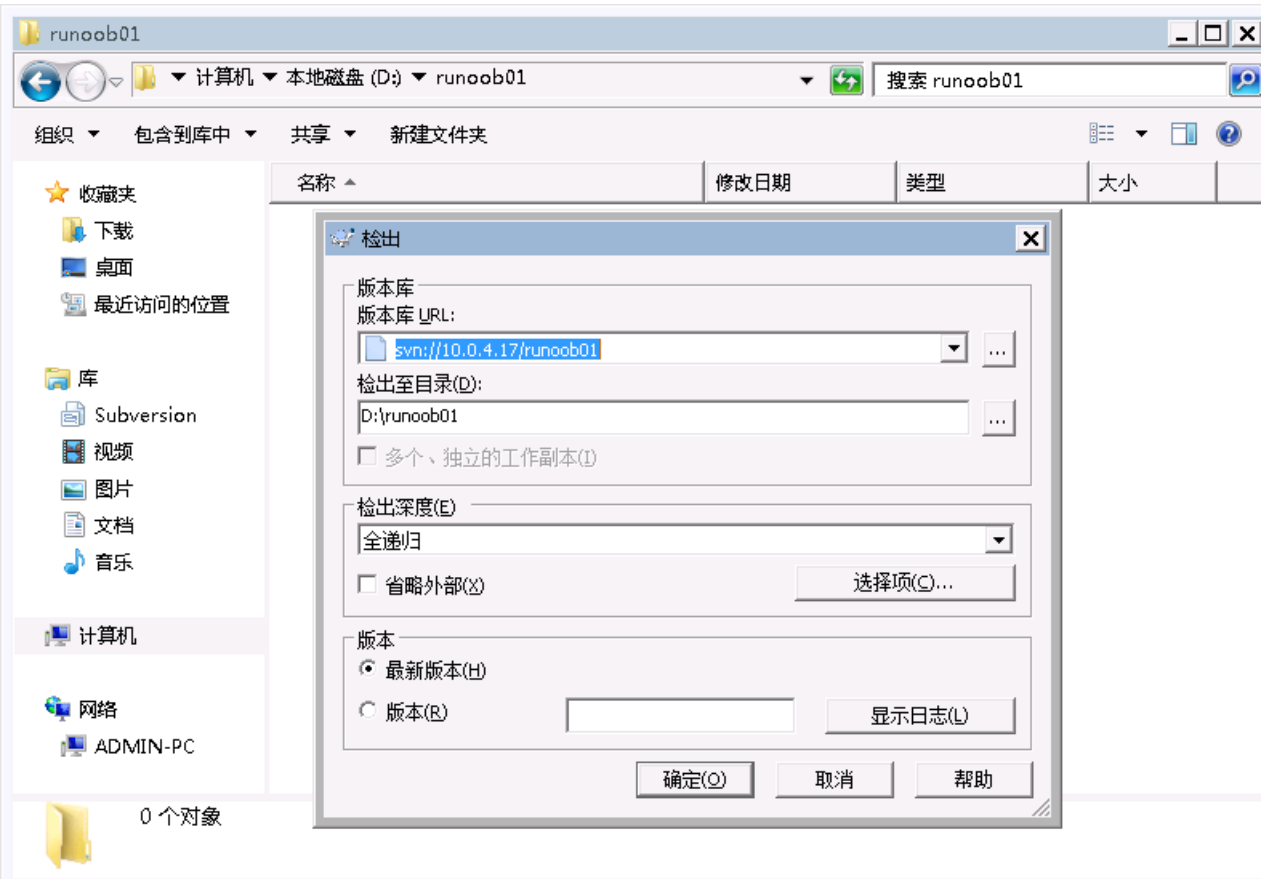 runoob01
计算机 本地磁盘 (D:) runoob01
搜索 runoob01
组织 包含到库中 共享 新建文件夹
名称 修改日期 类型 大小
收藏夹
下载
桌面
最近访问的位置
库
Subversion
视频
图片
文档
音乐
计算机
网络
ADMIN-PC
检出
版本库
版本库 URL:
svn://10.0.4.17/runoob01
...
检出至目录(D):
D:\runoob01
...
多个、独立的工作副本(I)
检出深度(E)
全递归
省略外部(X)
选择项(C)...
版本
最新版本(H)
版本(R)
显示日志(L)
确定(O) 取消 帮助
0 个对象